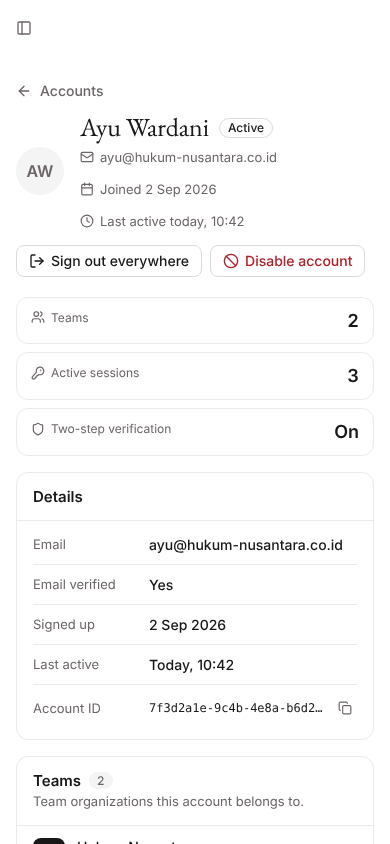 Accounts
Ayu Wardani Active
AW
ayu@hukum-nusantara.co.id
Joined 2 Sep 2026
Last active today, 10:42
Sign out everywhere Disable account
Teams 2
Active sessions 3
Two-step verification On
Details
Email ayu@hukum-nusantara.co.id
Email verified Yes
Signed up 2 Sep 2026
Last active Today, 10:42
Account ID 7f3d2a1e-9c4b-4e8a-b6d2…
Teams 2
Team organizations this account belongs to.